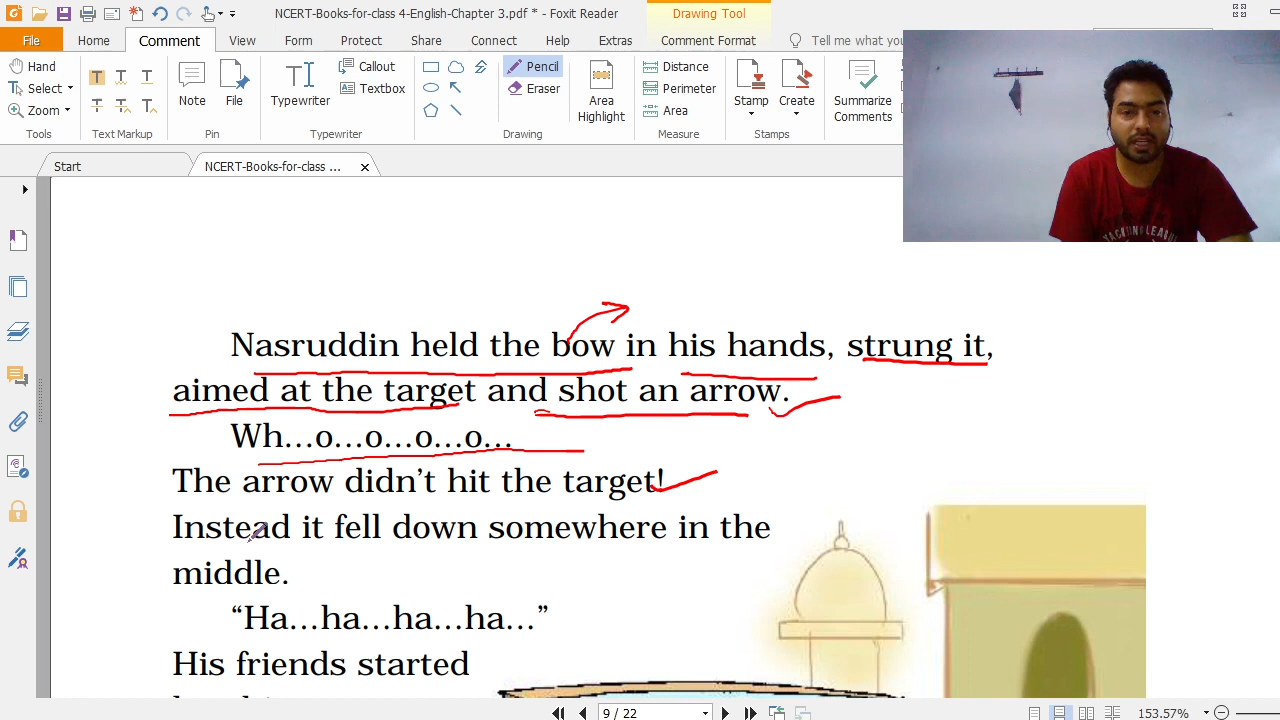 NCERT-Books-for class 4-English-Chapter 3.pdf * - Foxit Reader
Drawing Tool
File Home Comment View Form Protect Share Connect Help Extras Comment Format Tell me what you
Hand
Select
Zoom
Tools
Text Markup
Note
File
Pin
Typewriter
Callout
Textbox
Typewriter
Pencil
Eraser
Drawing
Area
Highlight
Distance
Perimeter
Area
Measure
Stamp
Create
Stamps
Summarize
Comments
Start
NCERT-Books-for-class ...
YACHTING LEAGUE
Nasruddin held the bow in his hands, strung it,
aimed at the target and shot an arrow.
Wh...o...o...o...o...
The arrow didn't hit the target!
Instead it fell down somewhere in the
middle.
“Ha...ha...ha...ha...”
His friends started
9 / 22
153.57%